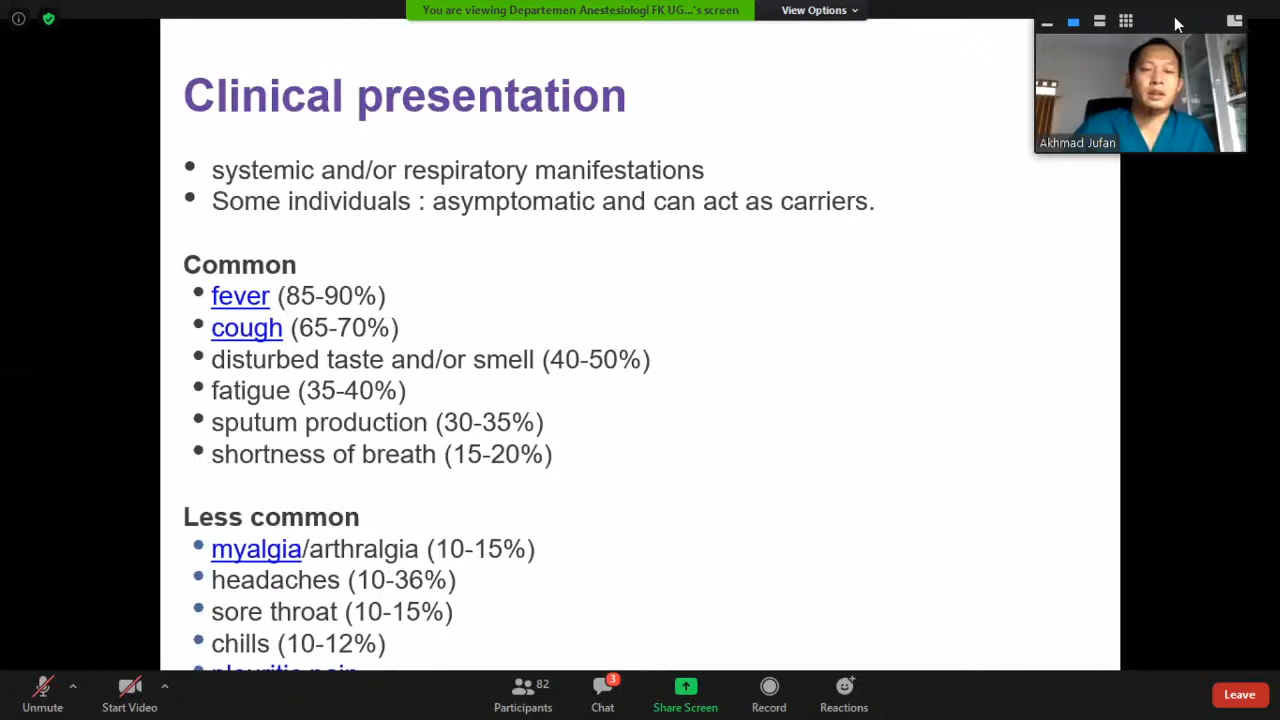 You are viewing Departemen Anestesiologi FK UG...'s screen
View Options
Akhmad Jufan
Clinical presentation
• systemic and/or respiratory manifestations
• Some individuals : asymptomatic and can act as carriers.
Common
• fever (85-90%)
• cough (65-70%)
• disturbed taste and/or smell (40-50%)
• fatigue (35-40%)
• sputum production (30-35%)
• shortness of breath (15-20%)
Less common
• myalgia/arthralgia (10-15%)
• headaches (10-36%)
• sore throat (10-15%)
• chills (10-12%)
• pleuritic pain
Unmute
Start Video
82
Participants
3
Chat
Share Screen
Record
Reactions
Leave